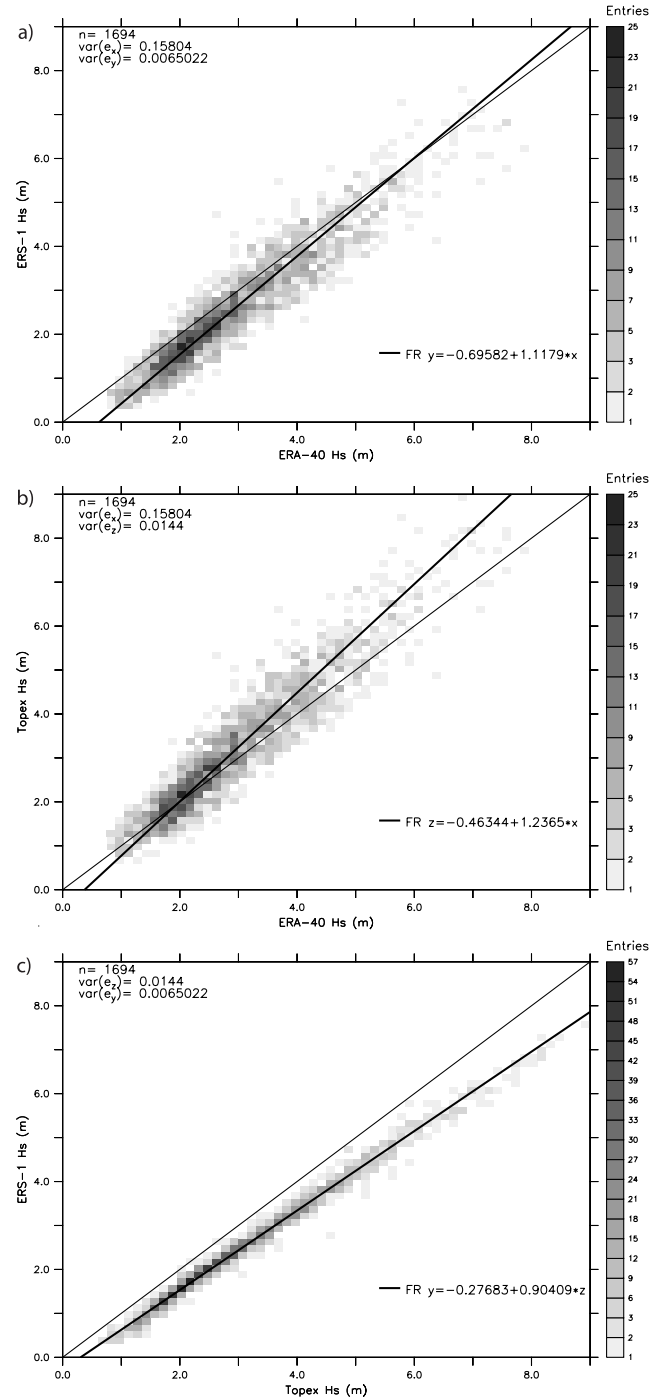 a)
Entries
n= 1694
var(ex)= 0.15804
var(ey)= 0.0065022
ERS-1 Hs (m)
8.0
6.0
4.0
2.0
0.0
0.0 2.0 4.0 6.0 8.0
ERA-40 Hs (m)
FR y=-0.69582+1.1179*x
25
23
21
19
17
15
13
11
9
7
5
3
2
1
b)
Entries
n= 1694
var(ex)= 0.15804
var(ez)= 0.0144
Topex Hs (m)
8.0
6.0
4.0
2.0
0.0
0.0 2.0 4.0 6.0 8.0
ERA-40 Hs (m)
FR z=-0.46344+1.2365*x
25
23
21
19
17
15
13
11
9
7
5
3
2
1
c)
Entries
n= 1694
var(ez)= 0.0144
var(ey)= 0.0065022
ERS-1 Hs (m)
8.0
6.0
4.0
2.0
0.0
0.0 2.0 4.0 6.0 8.0
Topex Hs (m)
FR y=-0.27683+0.90409*z
57
54
51
48
45
42
39
36
33
30
27
24
22
18
15
12
9
6
3
2
1